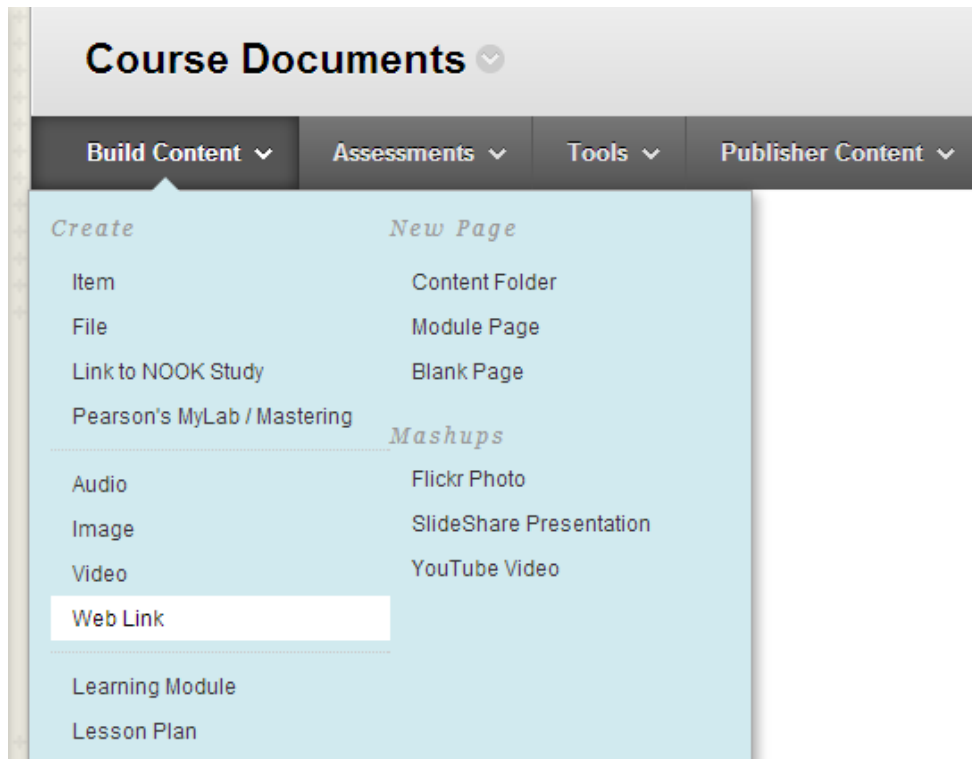 Course Documents
Build Content Assessments Tools Publisher Content
Create
Item
File
Link to NOOK Study
Pearson's MyLab / Mastering
Audio
Image
Video
Web Link
Learning Module
Lesson Plan
New Page
Content Folder
Module Page
Blank Page
Mashups
Flickr Photo
SlideShare Presentation
YouTube Video